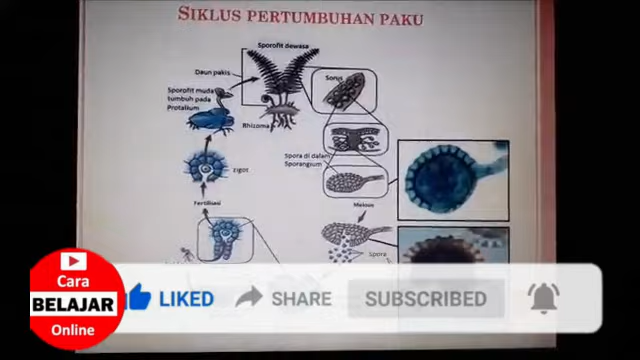 SIKLUS PERTUMBUHAN PAKU
Sporofit dewasa
Daun pakis
Sorus
Sporofit muda
tumbuh pada
Protalium
Rhizoma
Spora di dalam
Sporangium
zigot
Meiosis
Fertilisasi
Spora
Cara
BELAJAR
Online
LIKED
SHARE
SUBSCRIBED